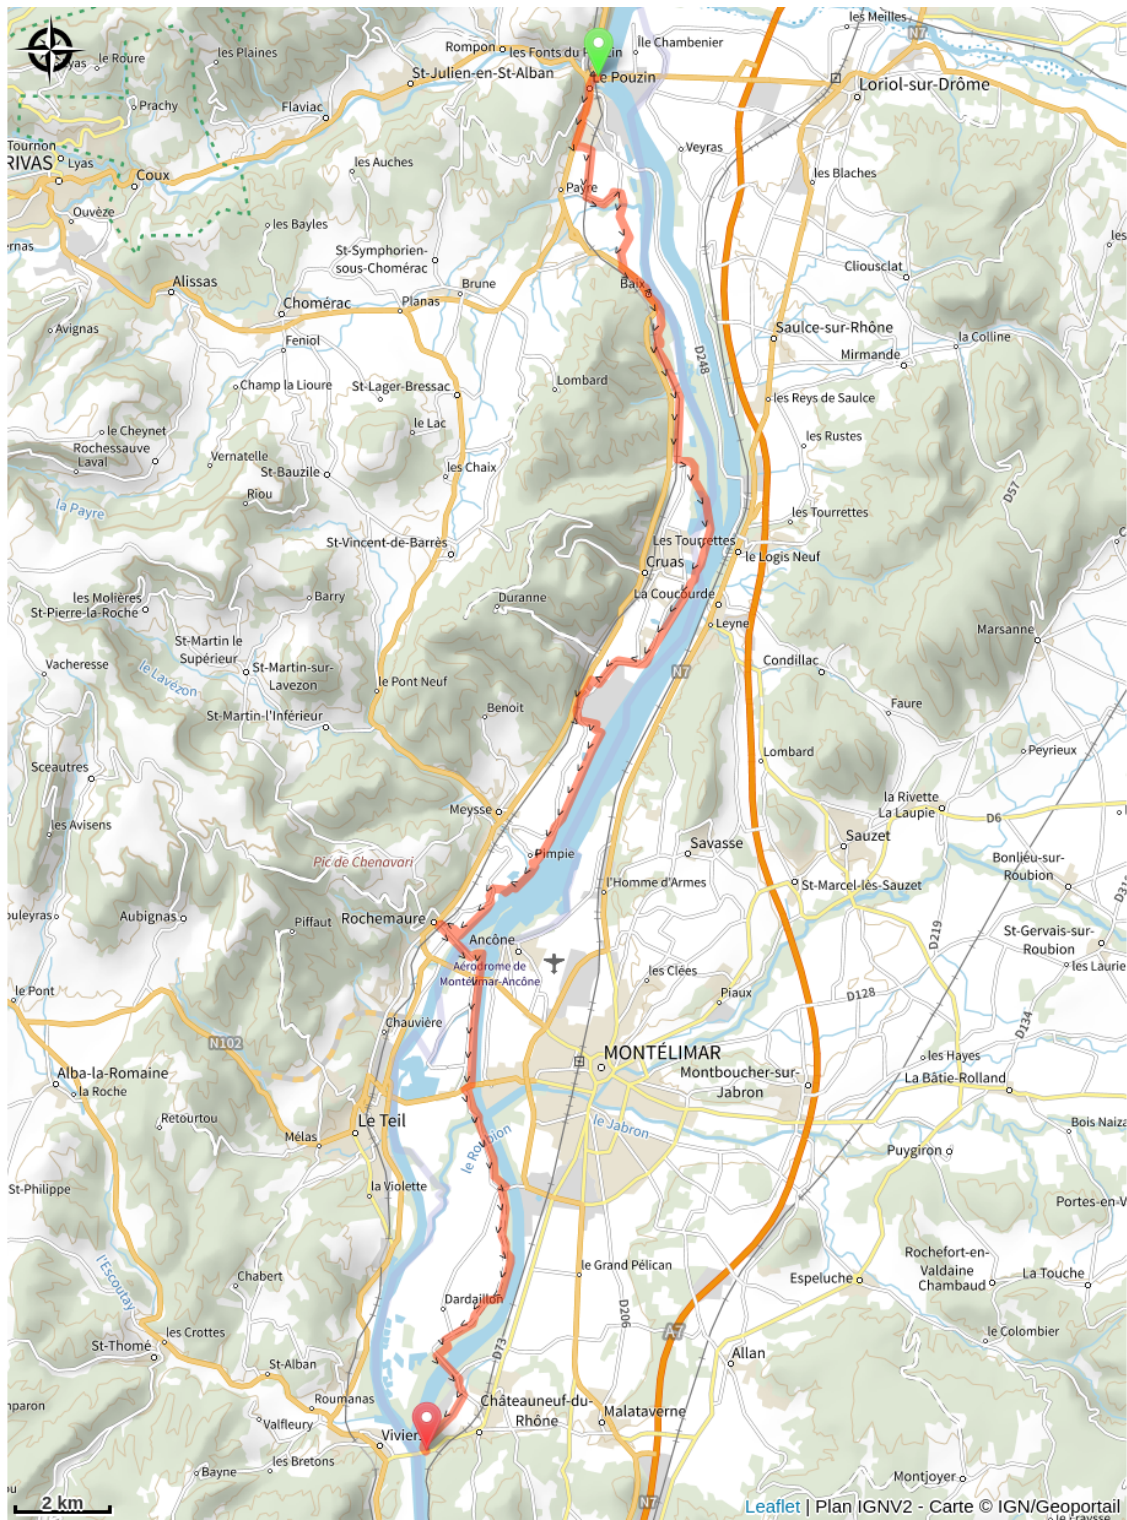 les Meilles
N7
Rompon
les Fonts du Pouzin
Île Chambenier
les Plaines
le Roure
Le Pouzin
St-Julien-en-St-Alban
Loriol-sur-Drôme
Prachy
Flaviac
Tournon
Lyas
RIVAS
Veyras
les Auches
Coux
les Blaches
Payre
Ouvèze
les Bayles
ernas
St-Symphorien-
sous-Chomérac
les
Cliousclat
Alissas
Brune
Baix
Chomérac
Planas
Avignas
Saulce-sur-Rhône
Feniol
la Colline
D248
Mirmande
Champ la Lioure
St-Lager-Bressac
Lombard
les Reys de Saulce
le Cheynet
le Lac
les Rustes
Rochessauve
Laval
Vernatelle
St-Bauzile
les Chaix
Riou
D57
la Payre
les Tourrettes
St-Vincent-de-Barrès
Les Tourrettes
le Logis Neuf
Cruas
les Molières
St-Pierre-la-Roche
Barry
Duranne
La Coucourde
Leyne
St-Martin le
Supérieur
Marsanne
Vacheresse
le Lavézon
St-Martin-sur-
Lavezon
Condillac
N7
le Pont Neuf
St-Martin-l'Inférieur
Benoit
Faure
Lombard
Peyrieux
Sceautres
la Rivette
La Laupie
Meysse
D6
les Avisens
Sauzet
Savasse
Pimpie
Pic de Chenavari
Bonlieu-sur-
Roubion
l'Homme d'Armes
St-Marcel-lès-Sauzet
ouleyras
Aubignas
Piffaut
Rochemaure
D219
St-Gervais-sur-
Roubion
Ancône
Aérodrome de
Montélimar-Ancône
les Clées
les Laurie
le Pont
Piaux
D128
Chauvière
D134
N102
MONTÉLIMAR
les Hayes
Alba-la-Romaine
la Roche
Montboucher-sur-
Jabron
La Bâtie-Rolland
Retourtou
Le Teil
le Jabron
Bois Naiza
Mélas
le Roubion
Puygiron
St-Philippe
la Violette
Portes-en-V
l'Escoutay
Chabert
le Grand Pélican
Rochefort-en-
Valdaine
Chambaud
La Touche
Espeluche
Dardaillon
D206
les Crottes
A7
le Colombier
St-Thomé
D73
Allan
St-Alban
Roumanas
Châteauneuf-du-
Rhône
Malataverne
Valfleury
Viviers
les Bretons
Bayne
Montjoyer
2 km
N7
Leaflet | Plan IGNV2 - Carte © IGN/Geoportail